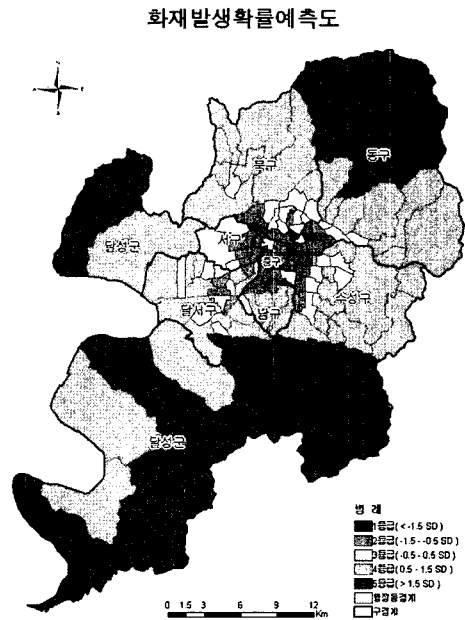 화재발생확률예측도
북구
동구
서구
중구
달성군
달서구
남구
수성구
달성군
범 례
1등급( < -1.5 SD )
2등급( -1.5 - -0.5 SD )
3등급( -0.5 - 0.5 SD )
4등급( 0.5 - 1.5 SD )
5등급( > 1.5 SD )
행정동경계
구경계
0 1.5 3 6 9 12
Km